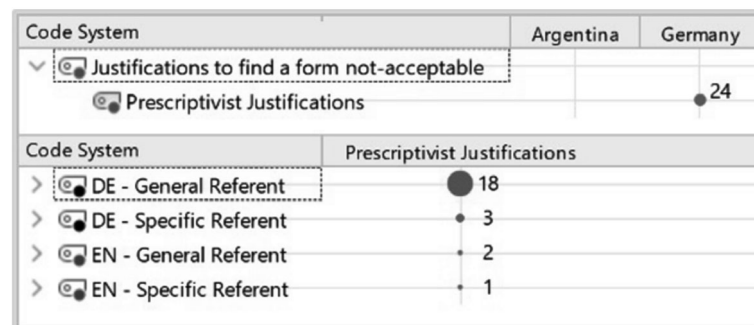 Code System Argentina Germany
Justifications to find a form not-acceptable
Prescriptivist Justifications 24
Code System Prescriptivist Justifications
DE - General Referent 18
DE - Specific Referent 3
EN - General Referent 2
EN - Specific Referent 1